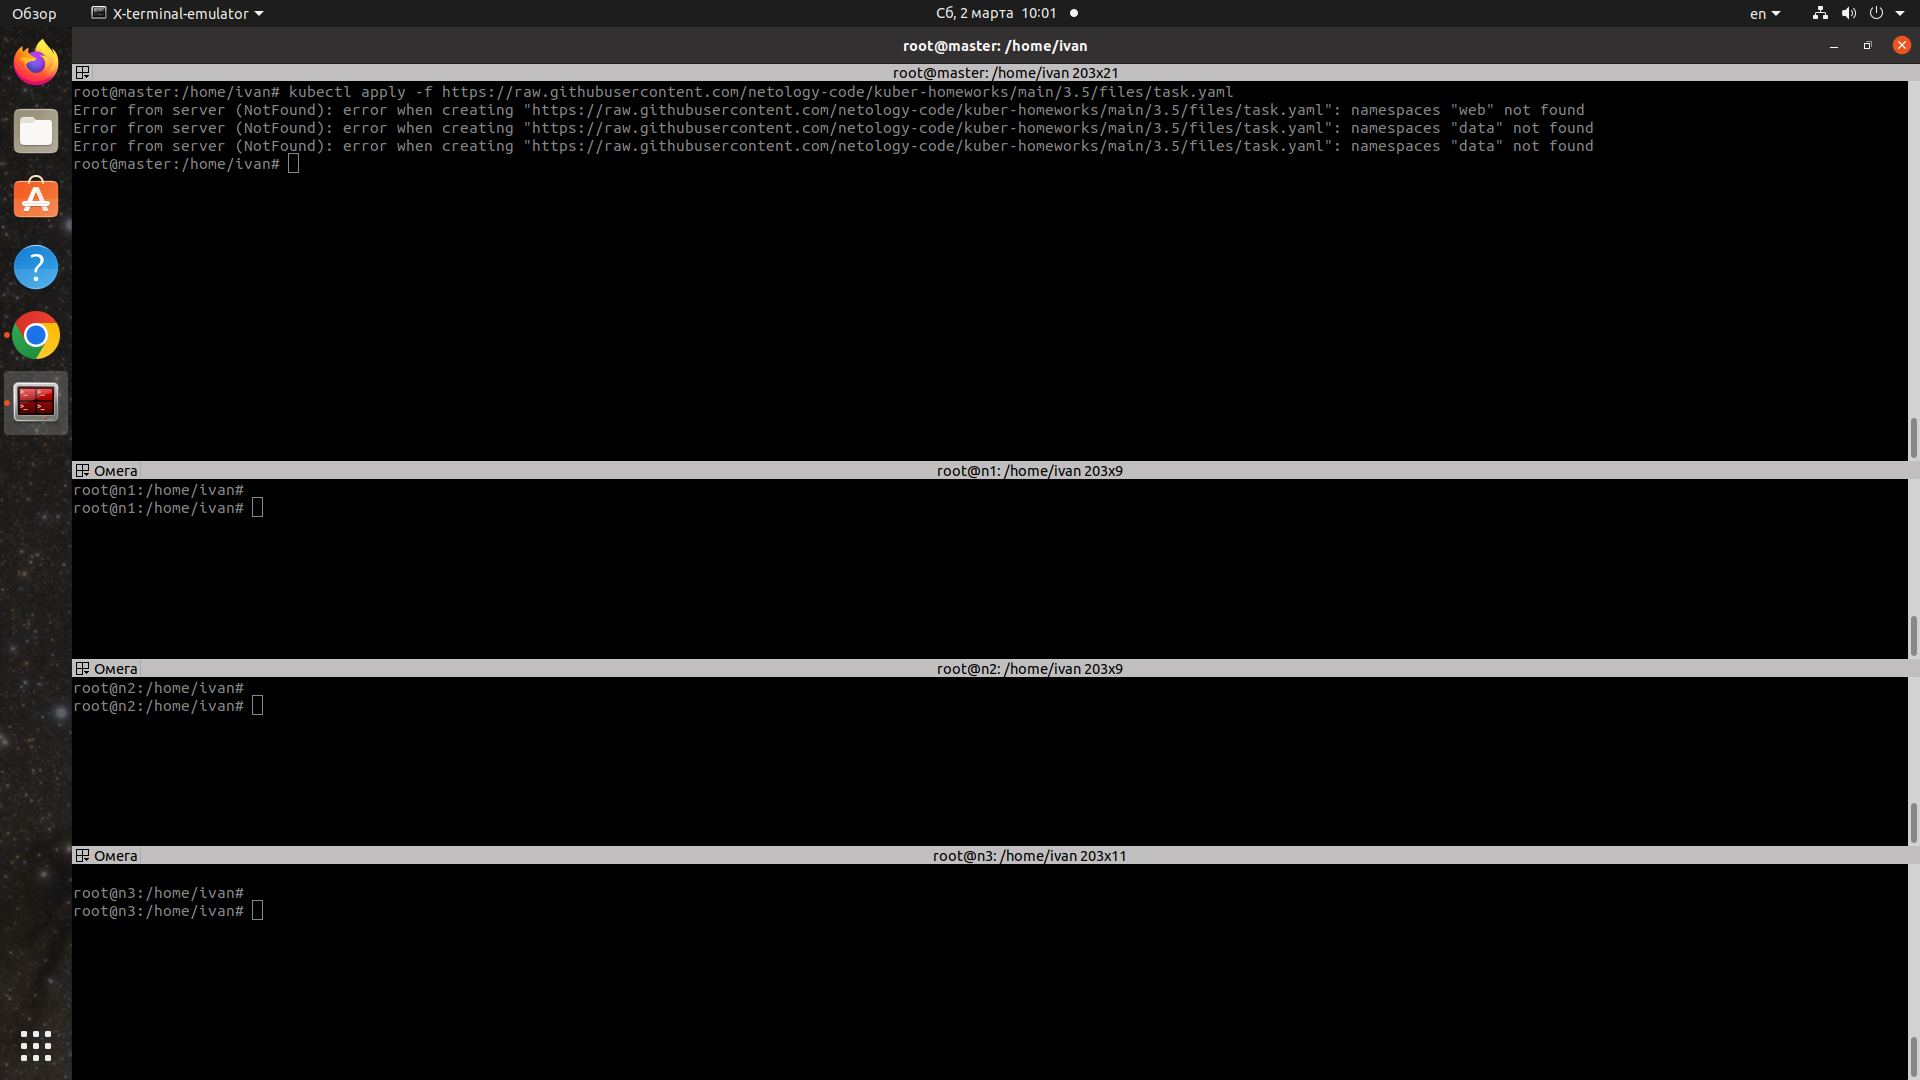 Обзор
X-terminal-emulator
Сб, 2 марта 10:01
en
root@master: /home/ivan
root@master: /home/ivan 203x21
root@master:/home/ivan# kubectl apply -f https://raw.githubusercontent.com/netology-code/kuber-homeworks/main/3.5/files/task.yaml
Error from server (NotFound): error when creating "https://raw.githubusercontent.com/netology-code/kuber-homeworks/main/3.5/files/task.yaml": namespaces "web" not found
Error from server (NotFound): error when creating "https://raw.githubusercontent.com/netology-code/kuber-homeworks/main/3.5/files/task.yaml": namespaces "data" not found
Error from server (NotFound): error when creating "https://raw.githubusercontent.com/netology-code/kuber-homeworks/main/3.5/files/task.yaml": namespaces "data" not found
root@master:/home/ivan#
Омега
root@n1: /home/ivan 203x9
root@n1:/home/ivan#
root@n1:/home/ivan#
Омега
root@n2: /home/ivan 203x9
root@n2:/home/ivan#
root@n2:/home/ivan#
Омега
root@n3: /home/ivan 203x11
root@n3:/home/ivan#
root@n3:/home/ivan#